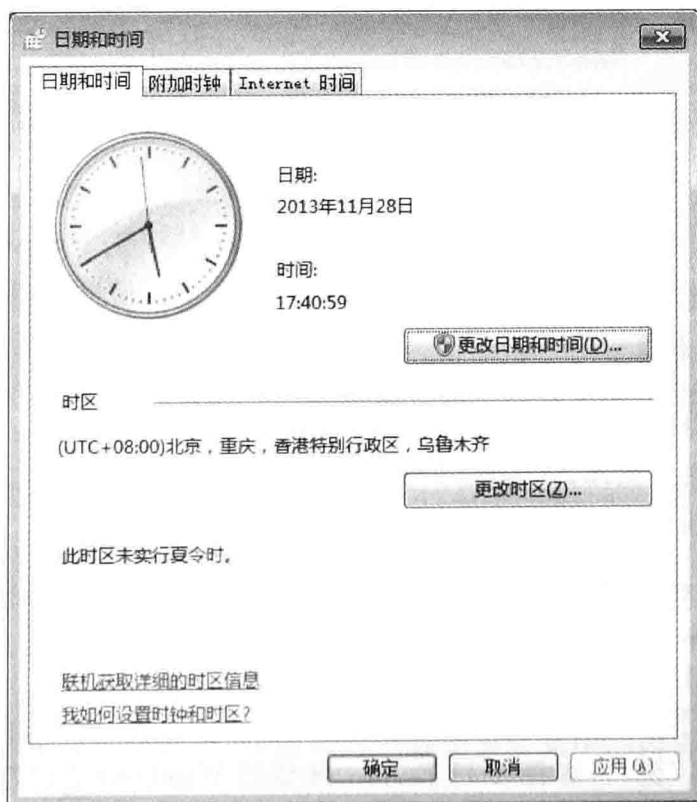 日期和时间
日期和时间 附加时钟 Internet 时间
日期:
2013年11月28日
时间:
17:40:59
更改日期和时间(D)...
时区
(UTC+08:00)北京，重庆，香港特别行政区，乌鲁木齐
更改时区(Z)...
此时区未实行夏令时。
联机获取详细的时区信息
我如何设置时钟和时区?
确定 取消 应用(A)